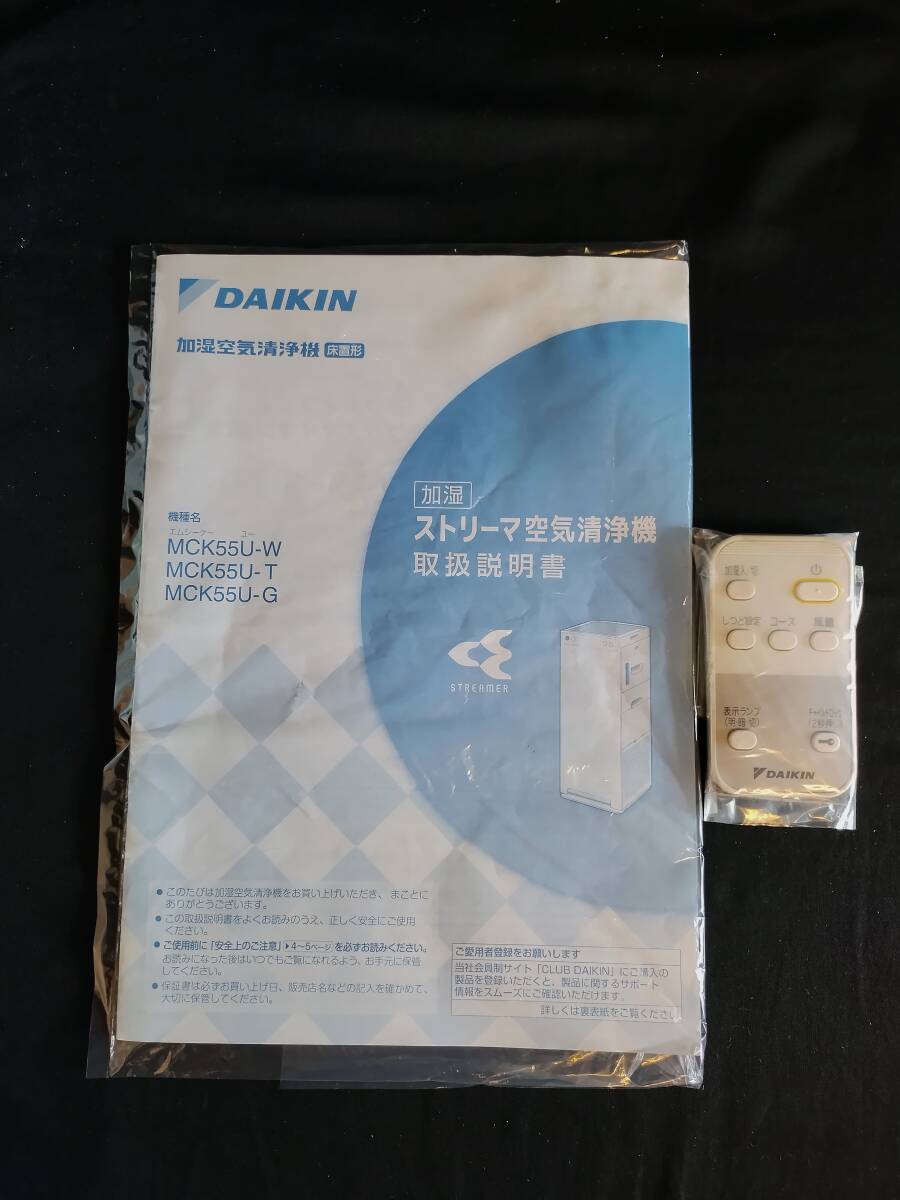 DAIKIN
加湿空気清浄機 床置形
機種名
エムシーケー ユー
MCK55U-W
MCK55U-T
MCK55U-G
加湿
ストリーマ空気清浄機
取扱説明書
STREAMER
●このたびは加湿空気清浄機をお買い上げいただき、まことに
ありがとうございます。
●この取扱説明書をよくお読みのうえ、正しく安全にご使用
ください。
●ご使用前に「安全上のご注意」▶4~5ページ を必ずお読みください。
お読みになった後はいつでもご覧になれるよう、お手元に保管
してください。
●保証書は必ずお買い上げ日、販売店名などの記入を確かめて、
大切に保管してください。
ご愛用者登録をお願いします
当社会員制サイト「CLUB DAIKIN」にご購入の
製品を登録いただくと、製品に関するサポート
情報をスムーズにご確認いただけます。
詳しくは裏表紙をご覧ください
加湿入/切
しつど設定 コース 風量
表示ランプ
(明・暗・切)
DAIKIN